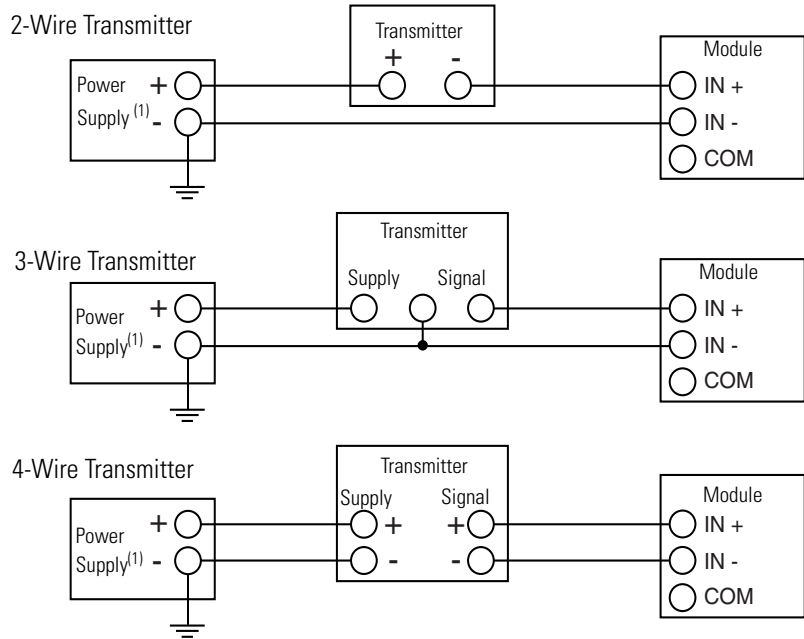 2-Wire Transmitter
Transmitter
+ -
Module
Power
Supply (1)
+
-
IN +
IN -
COM
3-Wire Transmitter
Transmitter
Supply Signal
Module
Power
Supply(1)
+
-
IN +
IN -
COM
4-Wire Transmitter
Transmitter
Supply Signal
+ +
- -
Module
Power
Supply(1)
+
-
IN +
IN -
COM